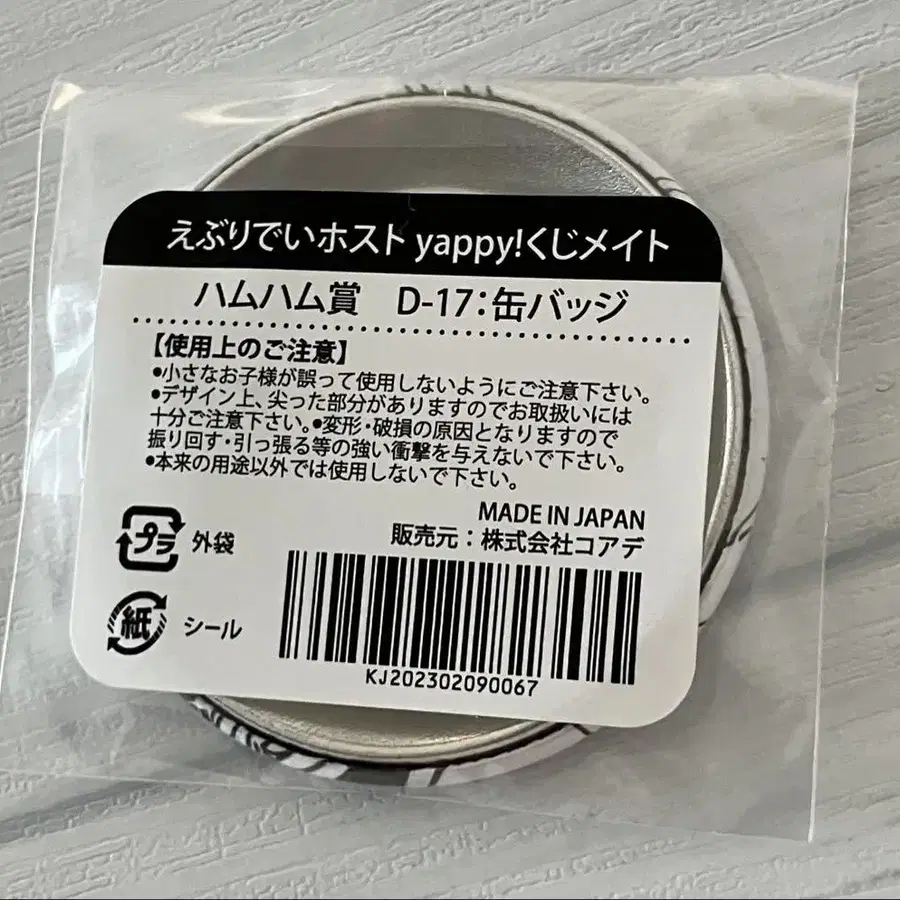 えぶりでいホスト yappy!くじメイト
ハムハム賞　D-17：缶バッジ
【使用上のご注意】
•小さなお子様が誤って使用しないようにご注意下さい。
•デザイン上、尖った部分がありますのでお取扱いには
十分ご注意下さい。•変形・破損の原因となりますので
振り回す・引っ張る等の強い衝撃を与えないで下さい。
•本来の用途以外では使用しないで下さい。
MADE IN JAPAN
販売元：株式会社コアデ
プラ 外袋
紙 シール
KJ202302090067